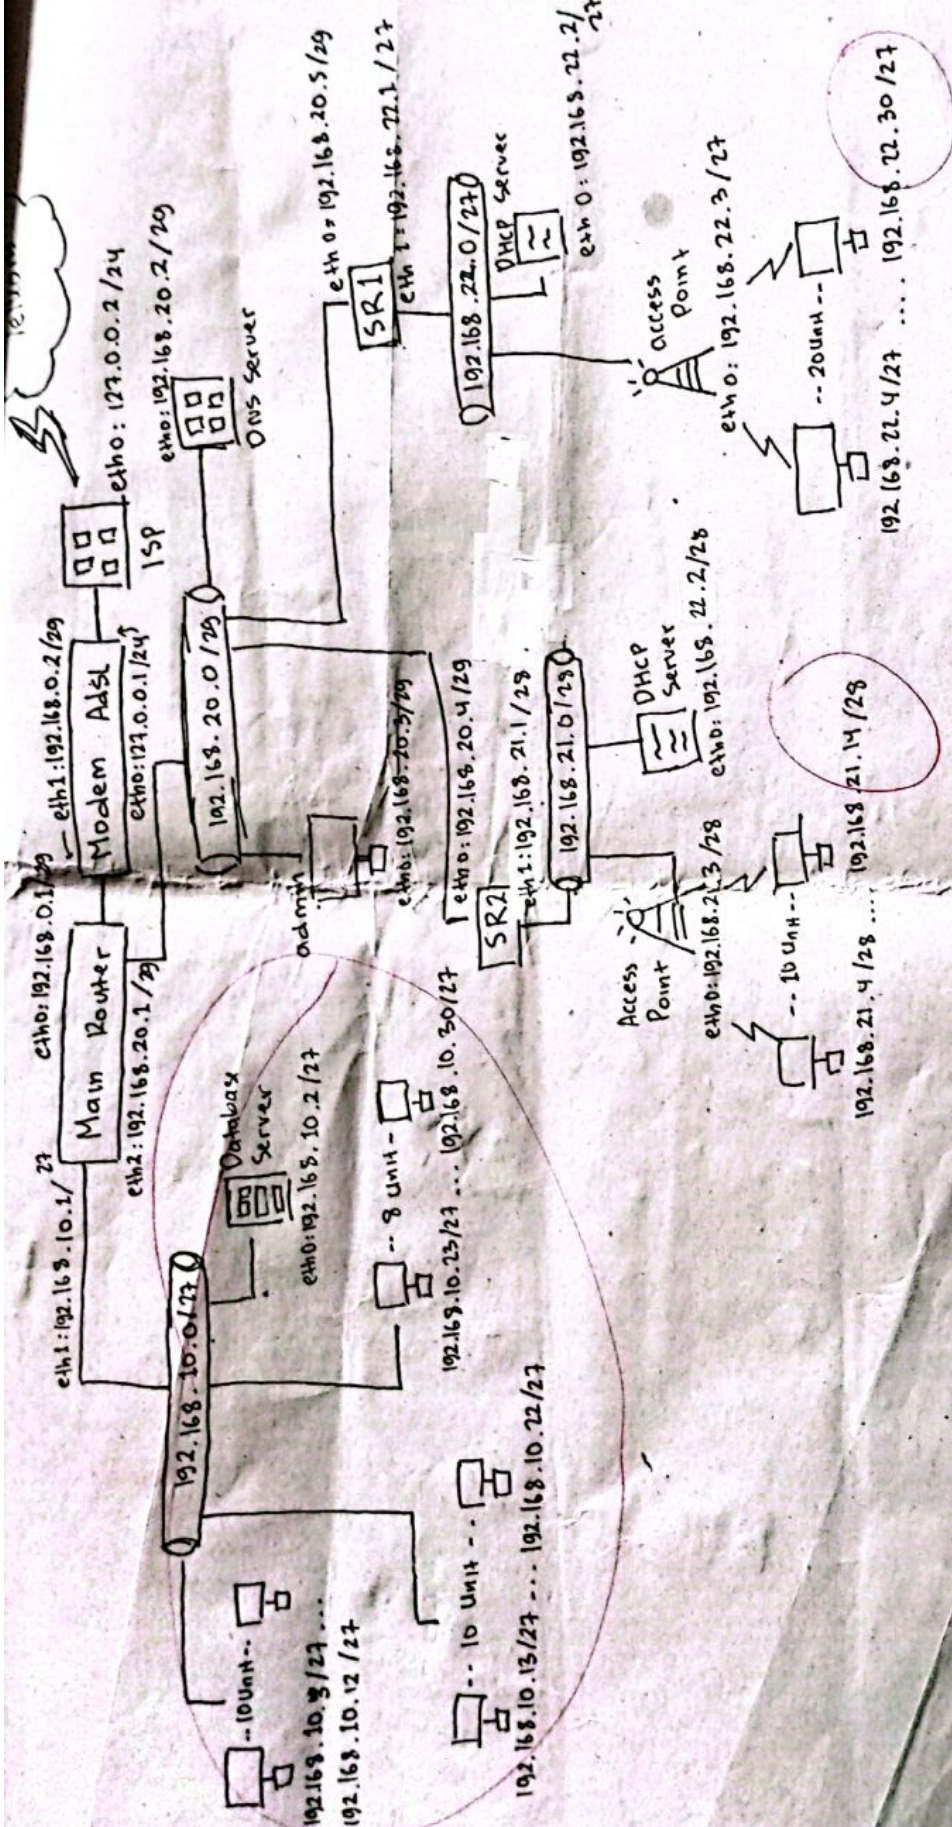 eth0: 192.168.0.1/29
eth1:192.168.0.2/29
eth1:192.168.10.1/
27
Main Router
Modem Adsl
ISP
eth0: 127.0.0.2/24
eth2:192.168.20.1/29
eth0:127.0.0.1/24
eth0:192.168.20.2/29
DNS Server
192.168.10.0/27
192.168.20.0/29
Database
Server
eth0:192.168.10.2/27
admin
eth0:192.168.20.3/29
eth0=192.168.20.5/29
SR1
eth1=192.168.22.1/27
--10Unit--
192.168.10.3/27 ...
192.168.10.12/27
-- 8 Unit -
192.168.10.23/27 ... 192.168.10.30/27
eth0:192.168.20.4/29
SR2
eth1:192.168.21.1/28
192.168.22.0/27
DHCP Server
eth0: 192.168.22.2/
27
-- 10 Unit - -
192.168.10.13/27 ... 192.168.10.22/27
192.168.21.0/28
DHCP
Server
eth0:192.168.22.2/28
access
Point
eth0: 192.168.22.3/27
Access
Point
eth0:192.168.21.3/28
-- 20Unit --
192.168.22.4/27 .... 192.168.22.30/27
-- 10 Unit --
192.168.21.4/28.... 192.168.21.14/28